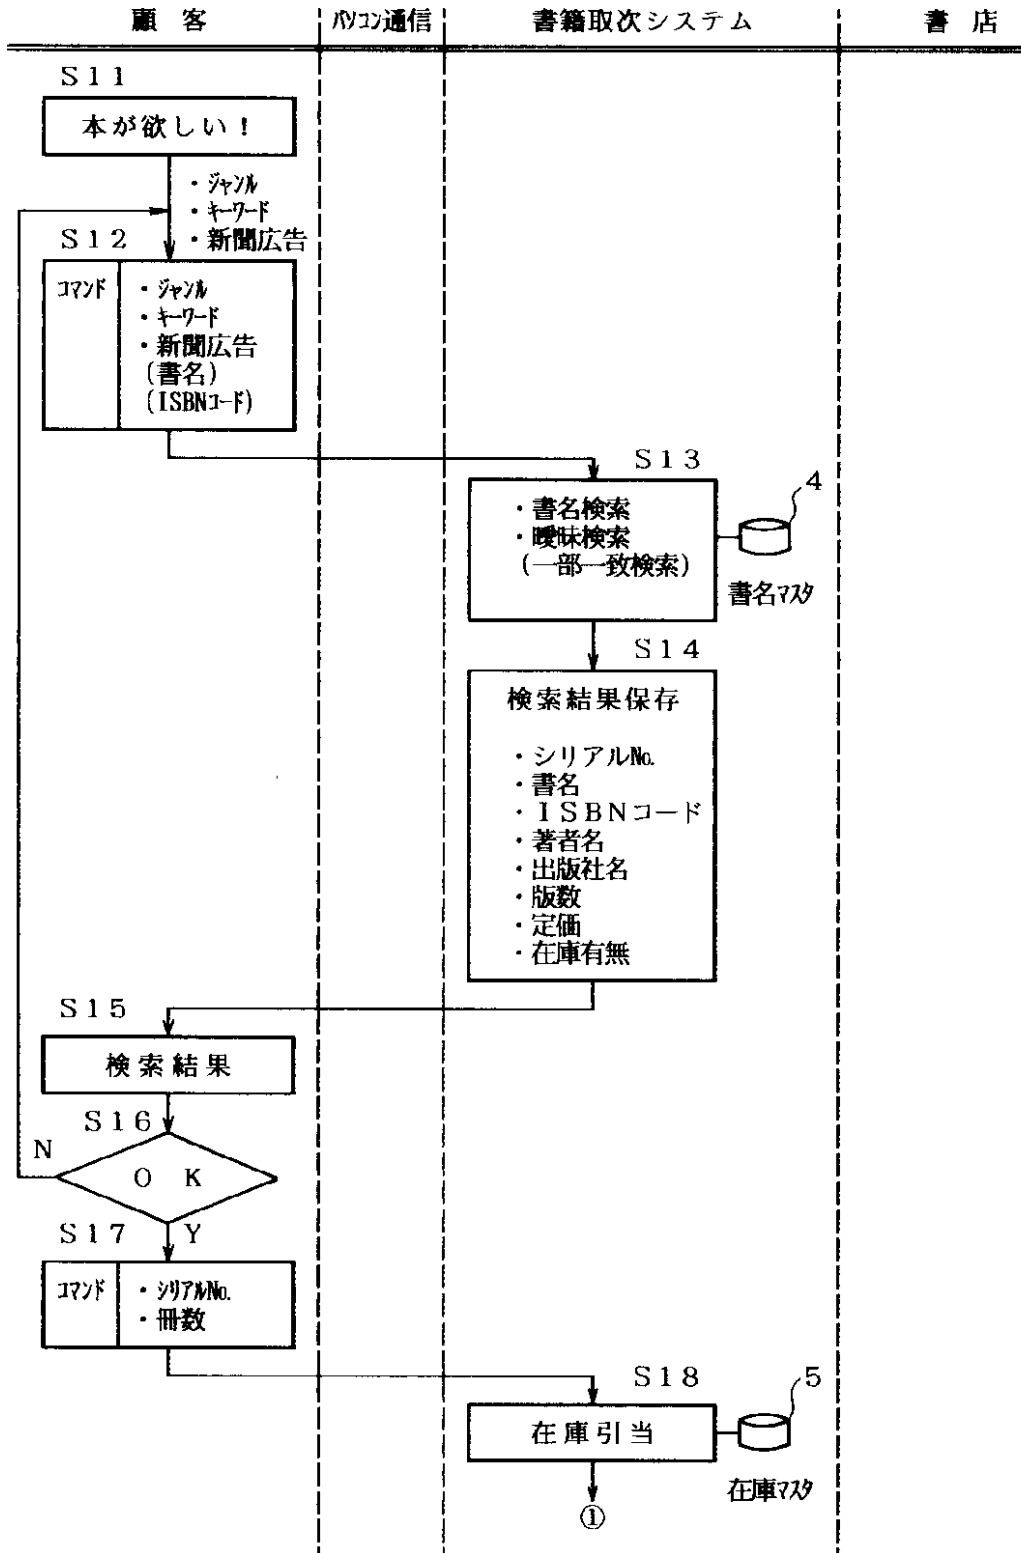 顧客 パソコン通信 書籍取次システム 書店
S11
本が欲しい!
・ジャンル
・キーワード
・新聞広告
S12
コマンド ・ジャンル
・キーワード
・新聞広告
(書名)
(ISBNコード)
S13
・書名検索
・曖昧検索
(一部一致検索)
4
書名マスタ
S14
検索結果保存
・シリアルNo.
・書名
・ISBNコード
・著者名
・出版社名
・版数
・定価
・在庫有無
S15
検索結果
S16
N
OK
Y
S17
コマンド ・シリアルNo.
・冊数
S18
在庫引当
5
在庫マスタ
①